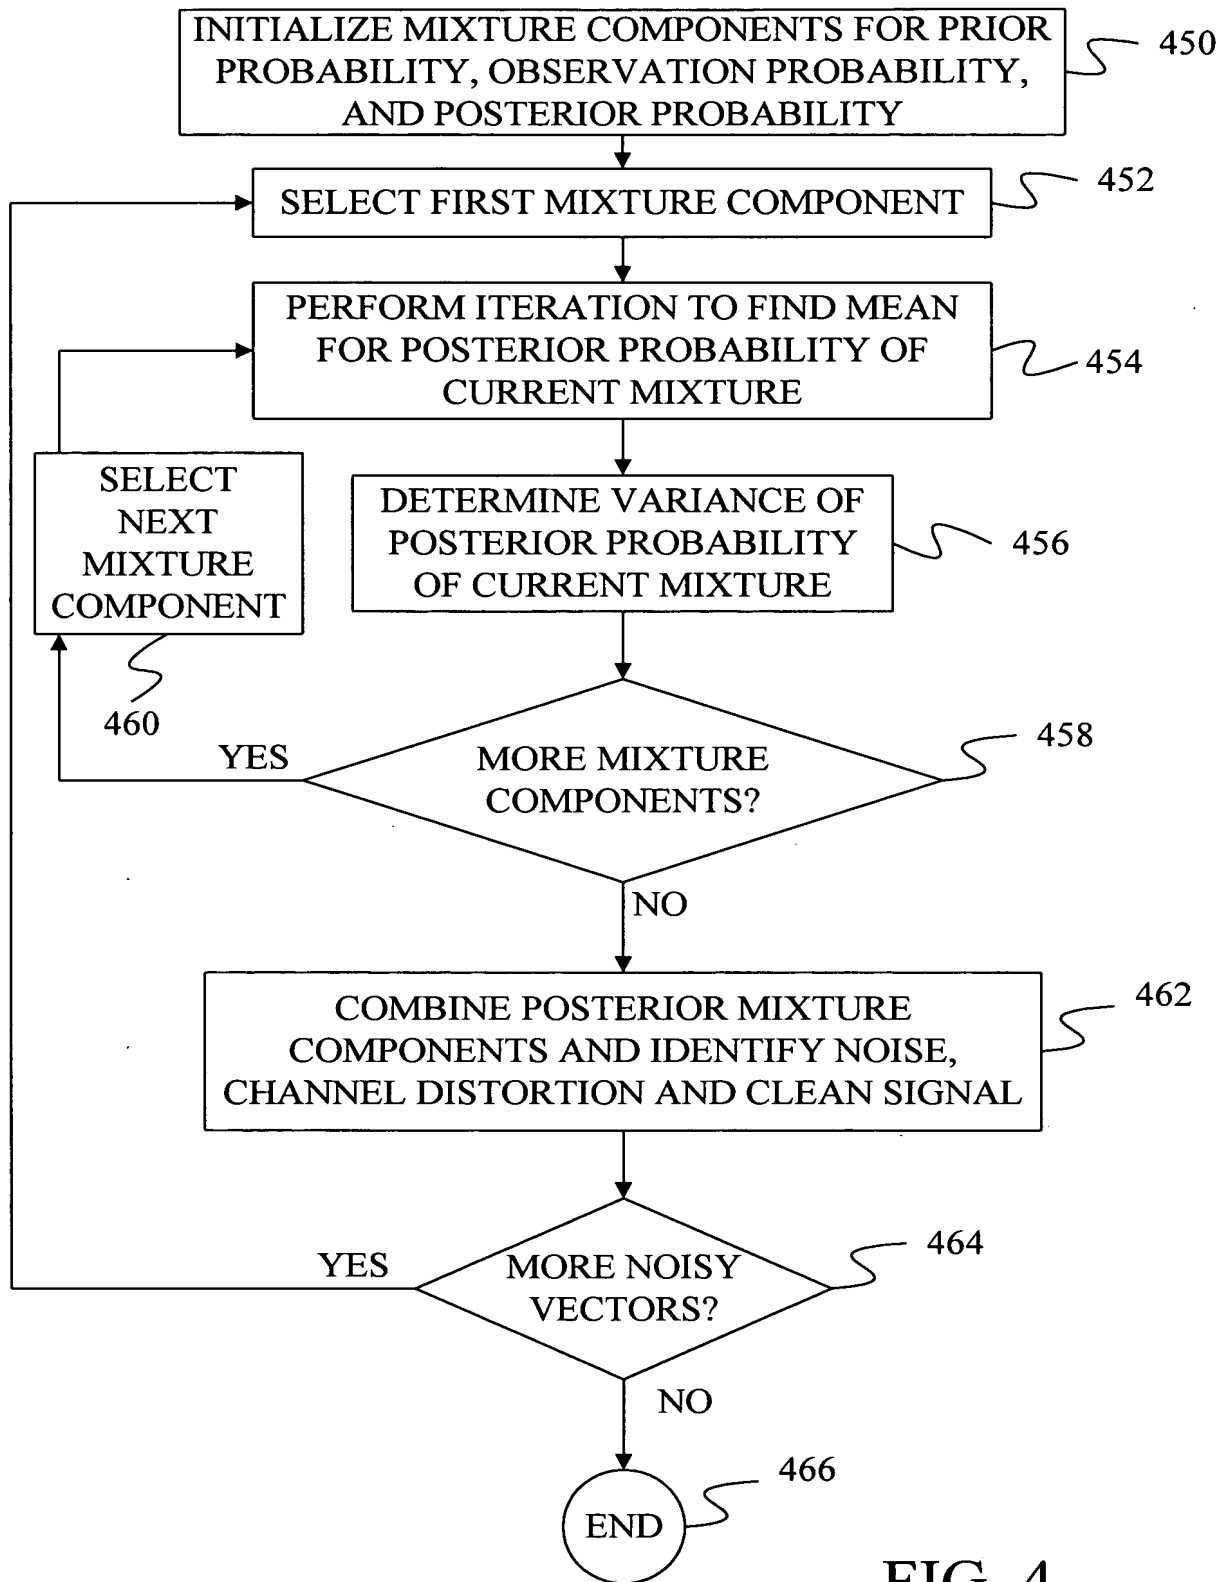 INITIALIZE MIXTURE COMPONENTS FOR PRIOR
PROBABILITY, OBSERVATION PROBABILITY,
AND POSTERIOR PROBABILITY
450
SELECT FIRST MIXTURE COMPONENT
452
PERFORM ITERATION TO FIND MEAN
FOR POSTERIOR PROBABILITY OF
CURRENT MIXTURE
454
SELECT
NEXT
MIXTURE
COMPONENT
460
DETERMINE VARIANCE OF
POSTERIOR PROBABILITY
OF CURRENT MIXTURE
456
YES
MORE MIXTURE
COMPONENTS?
458
NO
COMBINE POSTERIOR MIXTURE
COMPONENTS AND IDENTIFY NOISE,
CHANNEL DISTORTION AND CLEAN SIGNAL
462
YES
MORE NOISY
VECTORS?
464
NO
END
466
FIG. 4